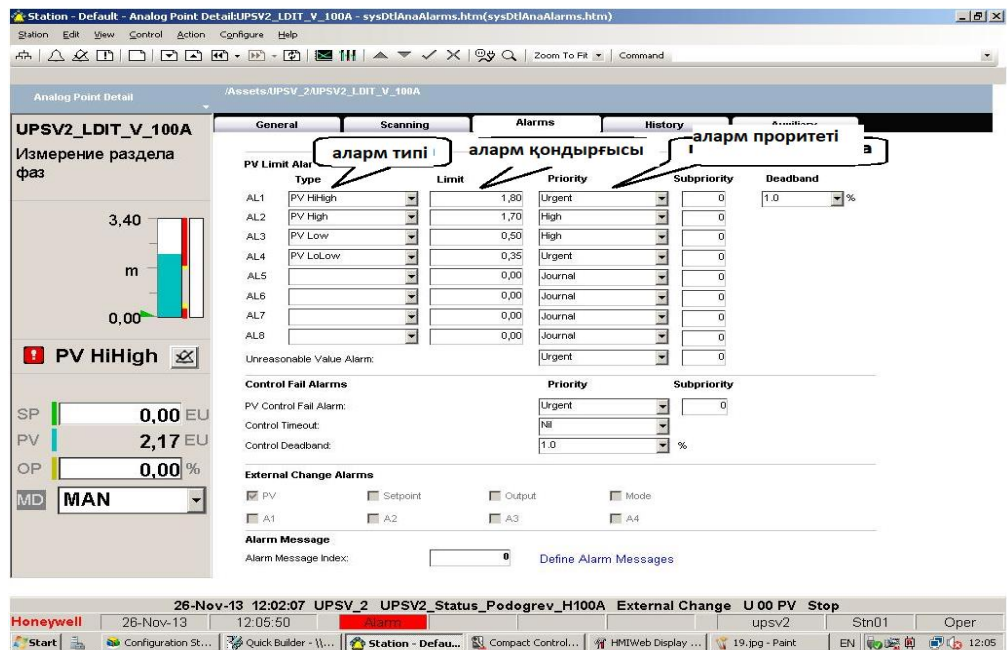 Station - Default - Analog Point Detail:UPSV2_LDIT_V_100A - sysDtlAnaAlarms.htm(sysDtlAnaAlarms.htm)
Station Edit View Control Action Configure Help
Zoom To Fit Command
Analog Point Detail
/Assets/UPSV_2/UPSV2_LDIT_V_100A
UPSV2_LDIT_V_100A
Измерение раздела фаз
3,40
m
0,00
PV HiHigh
SP 0,00 EU
PV 2,17 EU
OP 0,00 %
MD MAN
General Scanning Alarms History Auxiliary
аларм типі аларм қондырғысы аларм проритеті
а
PV Limit Alar
Type Limit Priority Subpriority Deadband
AL1 PV HiHigh 1,80 Urgent 0 1.0 %
AL2 PV High 1,70 High 0
AL3 PV Low 0,50 High 0
AL4 PV LoLow 0,35 Urgent 0
AL5 0,00 Journal 0
AL6 0,00 Journal 0
AL7 0,00 Journal 0
AL8 0,00 Journal 0
Unreasonable Value Alarm: Urgent 0
Control Fail Alarms Priority Subpriority
PV Control Fail Alarm: Urgent 0
Control Timeout: Nil
Control Deadband: 1.0 %
External Change Alarms
PV Setpoint Output Mode
A1 A2 A3 A4
Alarm Message
Alarm Message Index: 0 Define Alarm Messages
26-Nov-13 12:02:07 UPSV_2 UPSV2_Status_Podogrev_H100A External Change U 00 PV Stop
Honeywell 26-Nov-13 12:05:50 Alarm upsv2 Stn01 Oper
Start Configuration St... Quick Builder - \\... Station - Defau... Compact Control... HMIWeb Display ... 19.jpg - Paint EN 12:05